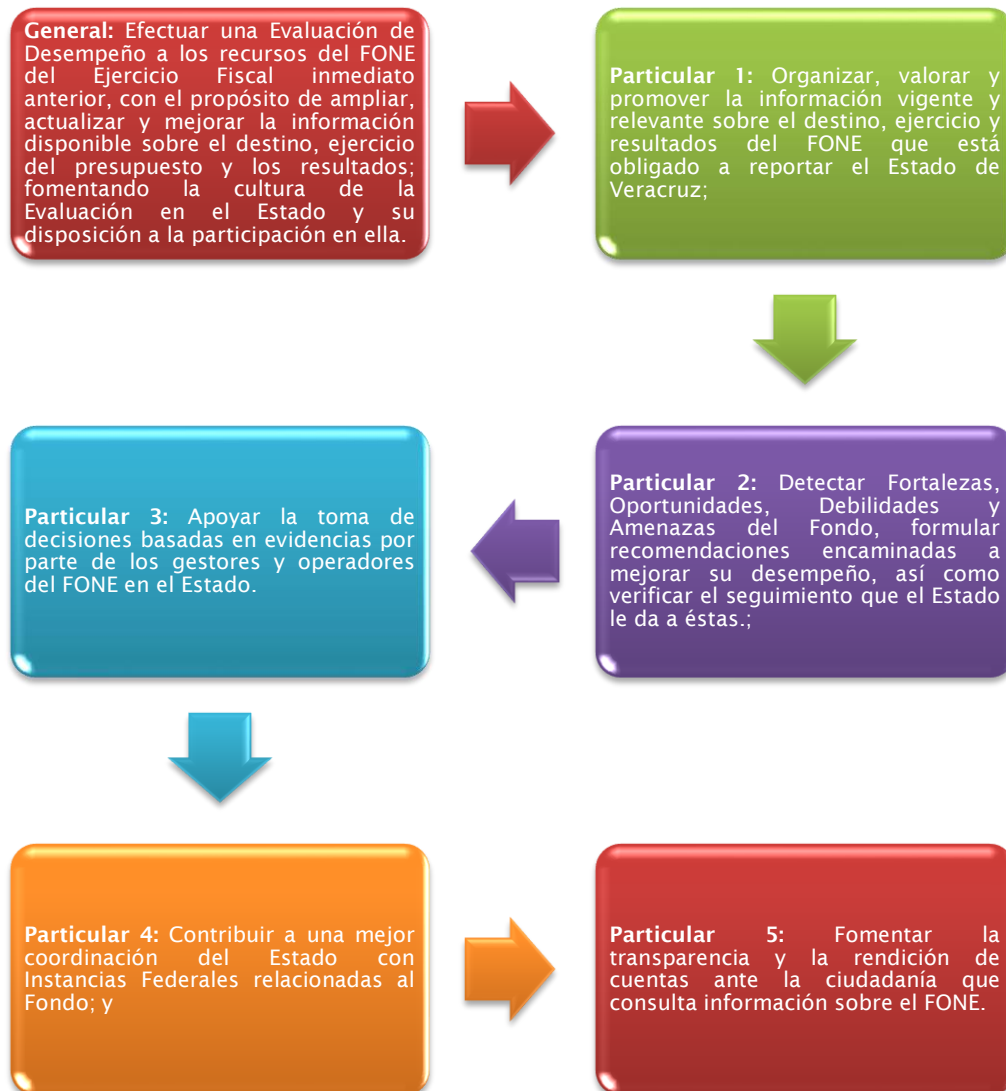 General: Efectuar una Evaluación de
Desempeño a los recursos del FONE
del Ejercicio Fiscal inmediato
anterior, con el propósito de ampliar,
actualizar y mejorar la información
disponible sobre el destino, ejercicio
del presupuesto y los resultados;
fomentando la cultura de la
Evaluación en el Estado y su
disposición a la participación en ella.
Particular 1: Organizar, valorar y
promover la información vigente y
relevante sobre el destino, ejercicio y
resultados del FONE que está
obligado a reportar el Estado de
Veracruz;
Particular 2: Detectar Fortalezas,
Oportunidades, Debilidades y
Amenazas del Fondo, formular
recomendaciones encaminadas a
mejorar su desempeño, así como
verificar el seguimiento que el Estado
le da a éstas.;
Particular 3: Apoyar la toma de
decisiones basadas en evidencias por
parte de los gestores y operadores
del FONE en el Estado.
Particular 4: Contribuir a una mejor
coordinación del Estado con
Instancias Federales relacionadas al
Fondo; y
Particular 5: Fomentar la
transparencia y la rendición de
cuentas ante la ciudadanía que
consulta información sobre el FONE.